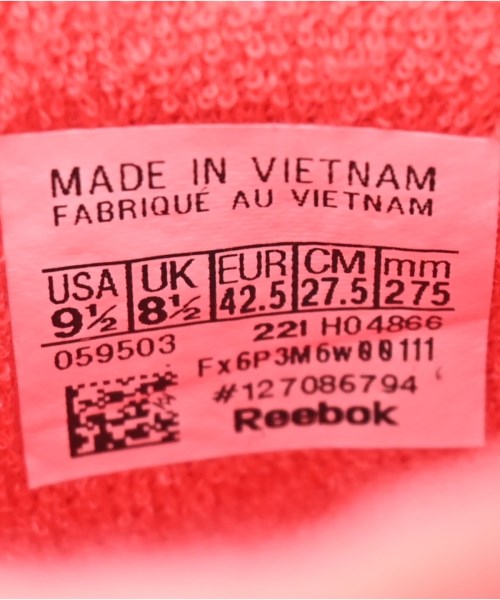 MADE IN VIETNAM
FABRIQUÉ AU VIETNAM
USA UK EUR CM mm
9½ 8½ 42.5 27.5 275
059503 221 H04866
Fx6P3M6w00111
#127086794
Reebok